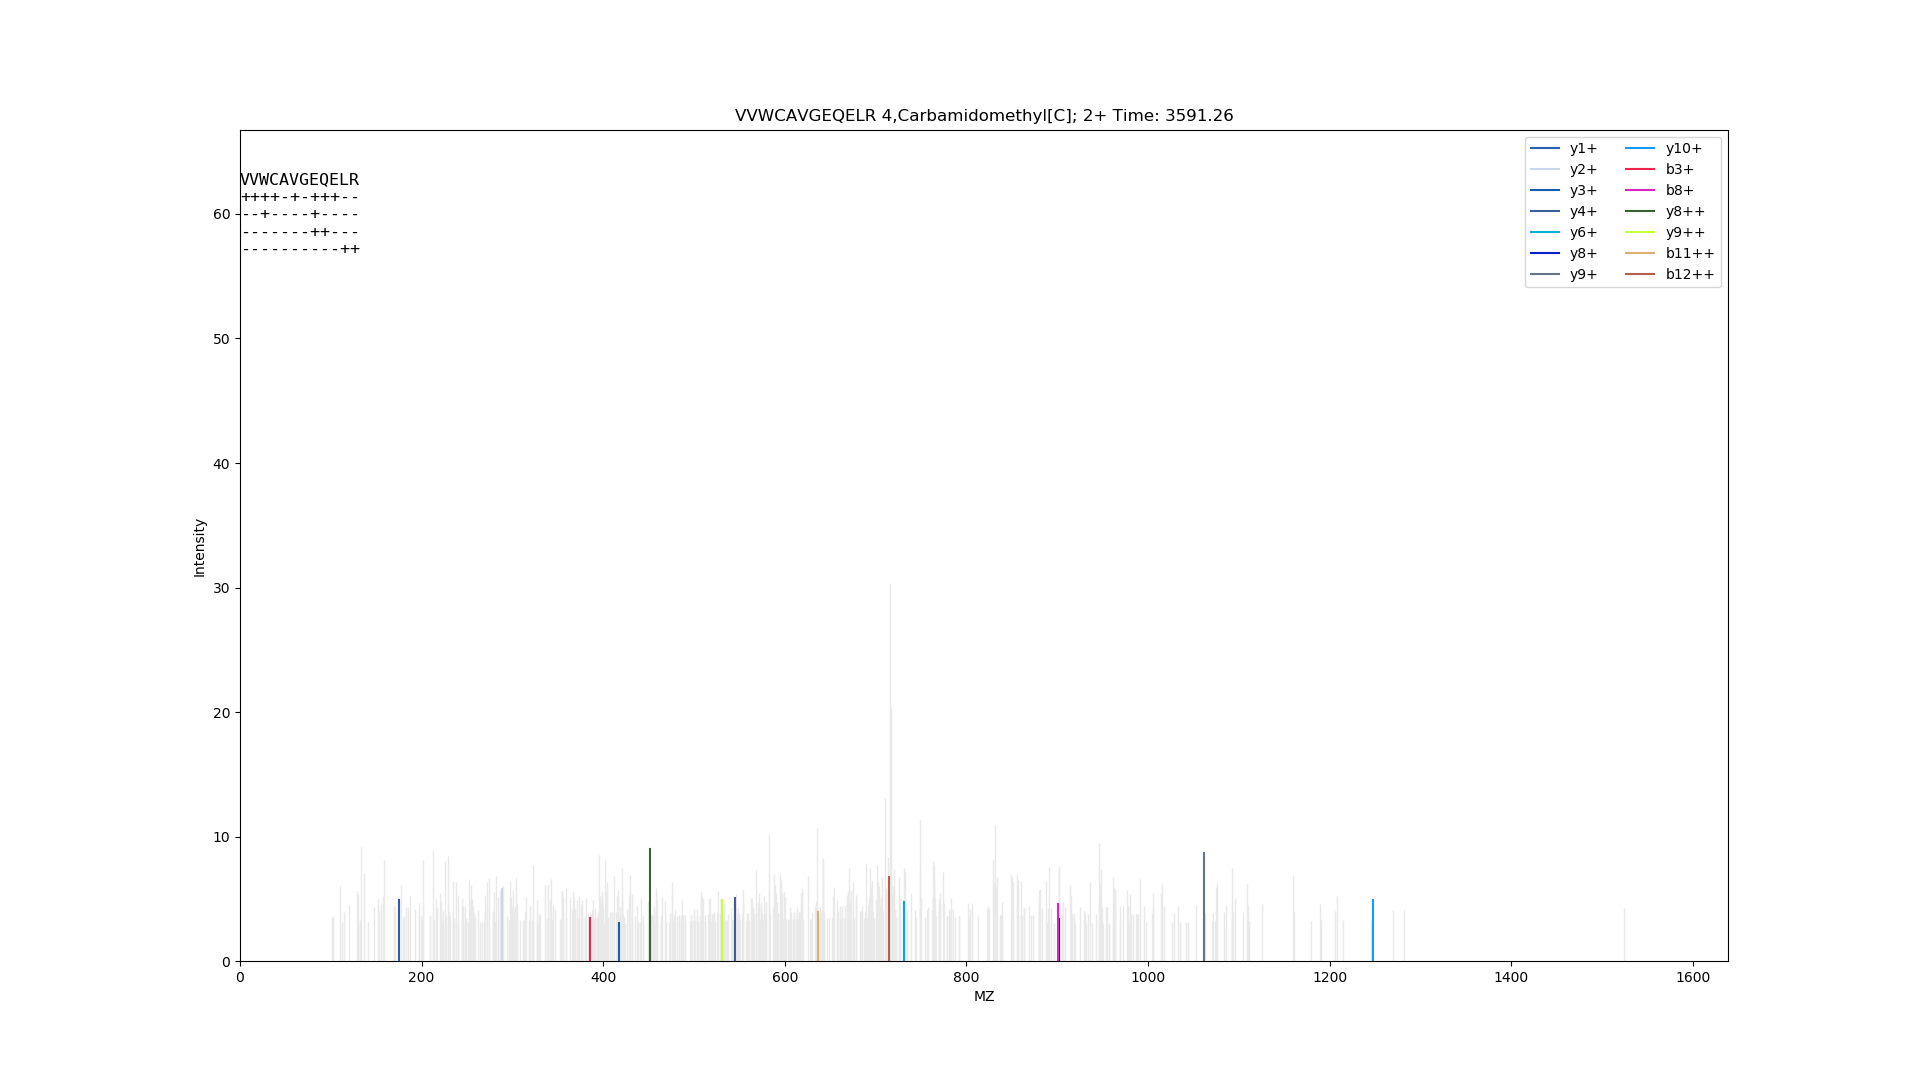 VVWCAVGEQELR 4,Carbamidomethyl[C]; 2+ Time: 3591.26
VVWCAVGEQELR
++++-+-+++--
--+----+----
-------++---
----------++
y1+
y2+
y3+
y4+
y6+
y8+
y9+
y10+
b3+
b8+
y8++
y9++
b11++
b12++
60
50
40
30
20
10
0
Intensity
0 200 400 600 800 1000 1200 1400 1600
MZ